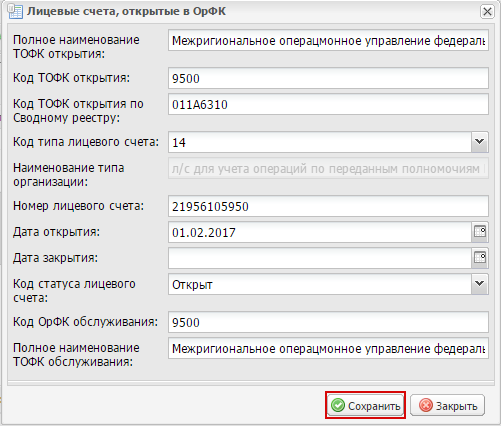 Лицевые счета, открытые в ОрФК
Полное наименование
ТОФК открытия:
Межригиональное операцмонное управление федераль
Код ТОФК открытия:
9500
Код ТОФК открытия по
Сводному реестру:
011A6310
Код типа лицевого счета:
14
Наименование типа
организации:
л/с для учета операций по переданным полномочиям
Номер лицевого счета:
21956105950
Дата открытия:
01.02.2017
Дата закрытия:
Код статуса лицевого
счета:
Открыт
Код ОрФК обслуживания:
9500
Полное наименование
ТОФК обслуживания:
Межригиональное операцмонное управление федераль
Сохранить
Закрыть